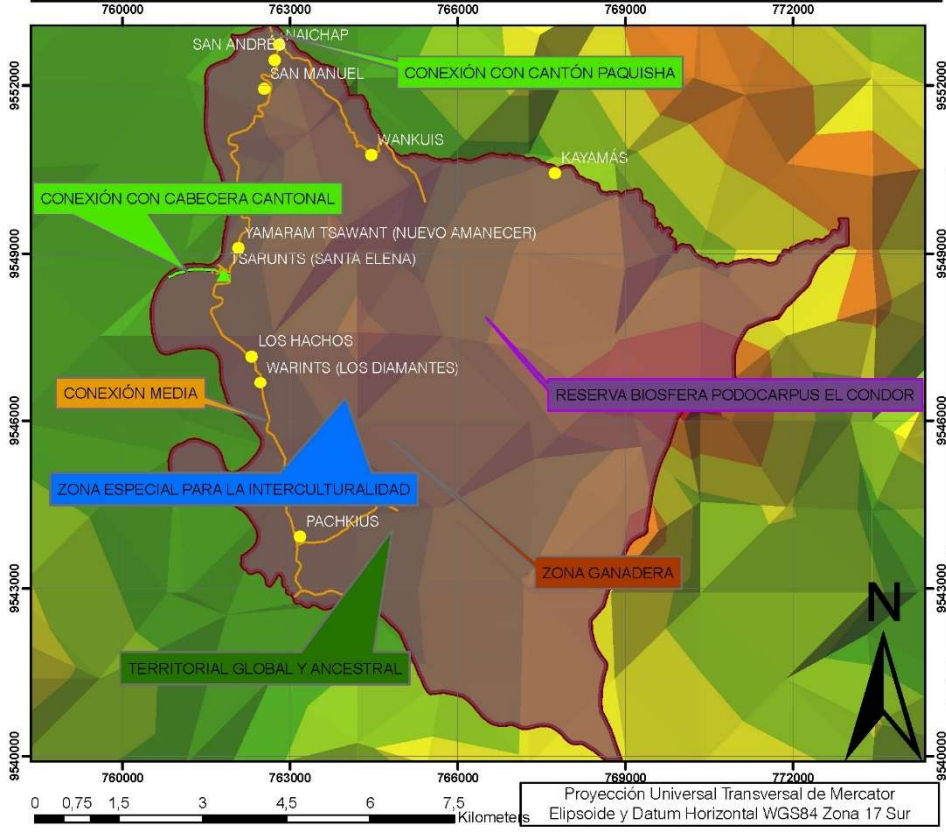 760000 763000 766000 769000 772000
NAICHAP
SAN ANDRÉ
CONEXIÓN CON CANTÓN PAQUISHA
SAN MANUEL
9552000 9552000
WANKUIS
KAYAMÁS
CONEXIÓN CON CABECERA CANTONAL
YAMARAM TSAWANT (NUEVO AMANECER)
9549000 9549000
TSARUNTS (SANTA ELENA)
LOS HACHOS
WARINTS (LOS DIAMANTES)
CONEXIÓN MEDIA
RESERVA BIOSFERA PODOCARPUS EL CONDOR
9546000 9546000
ZONA ESPECIAL PARA LA INTERCULTURALIDAD
PACHKIUS
ZONA GANADERA
9543000 9543000
N
TERRITORIAL GLOBAL Y ANCESTRAL
9540000 9540000
760000 763000 766000 769000 772000
0 0,75 1,5 3 4,5 6 7,5
Kilometers
Proyección Universal Transversal de Mercator
Elipsoide y Datum Horizontal WGS84 Zona 17 Sur